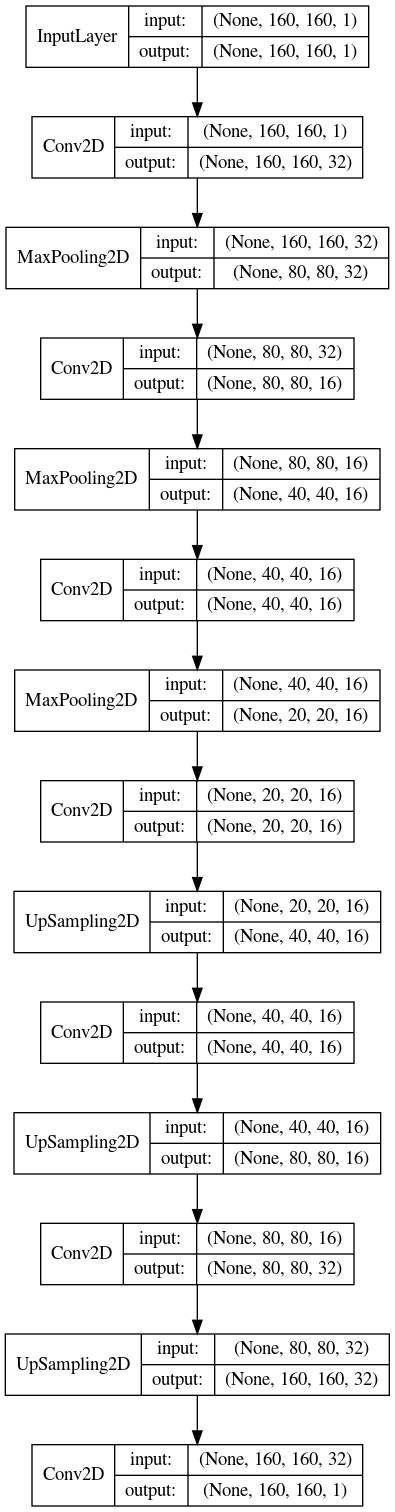 InputLayer input: (None, 160, 160, 1)
output: (None, 160, 160, 1)
Conv2D input: (None, 160, 160, 1)
output: (None, 160, 160, 32)
MaxPooling2D input: (None, 160, 160, 32)
output: (None, 80, 80, 32)
Conv2D input: (None, 80, 80, 32)
output: (None, 80, 80, 16)
MaxPooling2D input: (None, 80, 80, 16)
output: (None, 40, 40, 16)
Conv2D input: (None, 40, 40, 16)
output: (None, 40, 40, 16)
MaxPooling2D input: (None, 40, 40, 16)
output: (None, 20, 20, 16)
Conv2D input: (None, 20, 20, 16)
output: (None, 20, 20, 16)
UpSampling2D input: (None, 20, 20, 16)
output: (None, 40, 40, 16)
Conv2D input: (None, 40, 40, 16)
output: (None, 40, 40, 16)
UpSampling2D input: (None, 40, 40, 16)
output: (None, 80, 80, 16)
Conv2D input: (None, 80, 80, 16)
output: (None, 80, 80, 32)
UpSampling2D input: (None, 80, 80, 32)
output: (None, 160, 160, 32)
Conv2D input: (None, 160, 160, 32)
output: (None, 160, 160, 1)